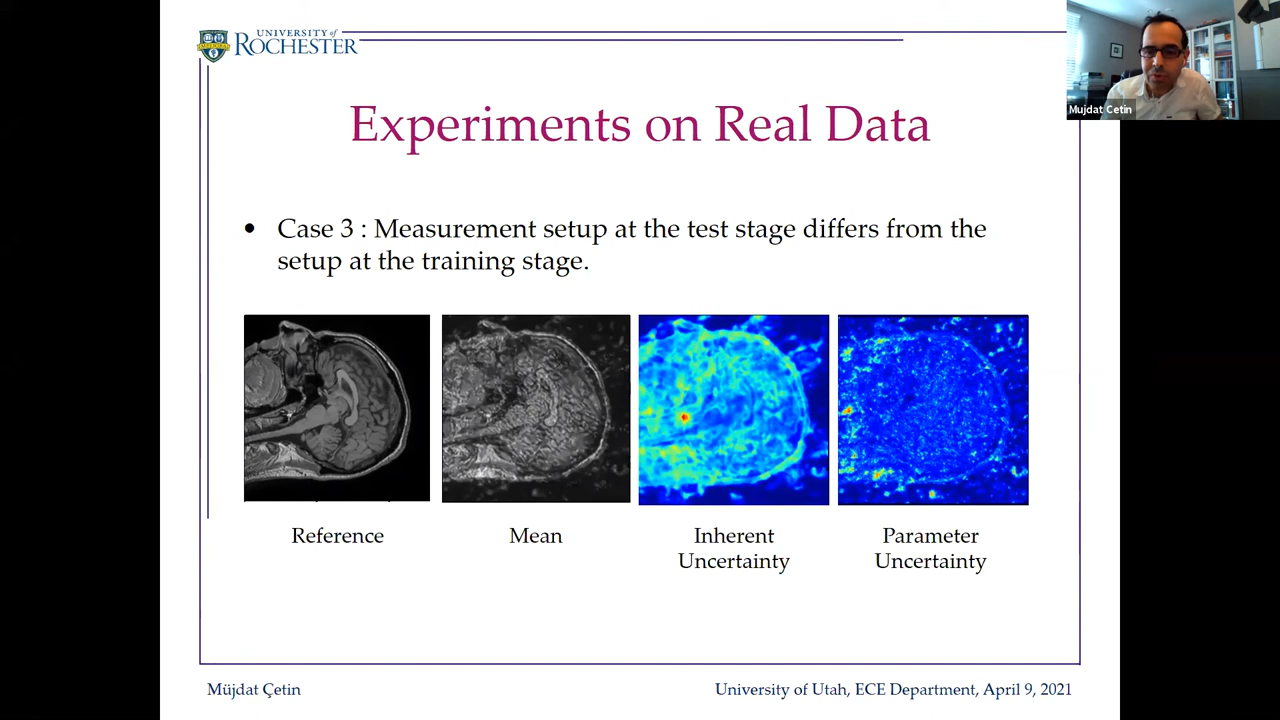 UNIVERSITY of
ROCHESTER
Mujdat Cetin
Experiments on Real Data
• Case 3 : Measurement setup at the test stage differs from the
setup at the training stage.
Reference
Mean
Inherent
Uncertainty
Parameter
Uncertainty
Müjdat Çetin
University of Utah, ECE Department, April 9, 2021